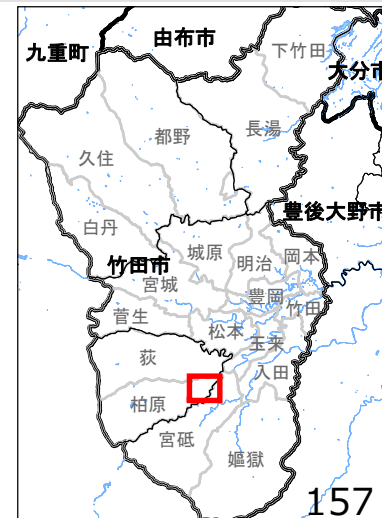 由布市
九重町
下竹田
大分市
都野
長湯
久住
豊後大野市
白丹
城原
明治
岡本
竹田市
宮城
豊岡
竹田
菅生
松本
玉来
荻
入田
柏原
宮砥
嫗獄
157